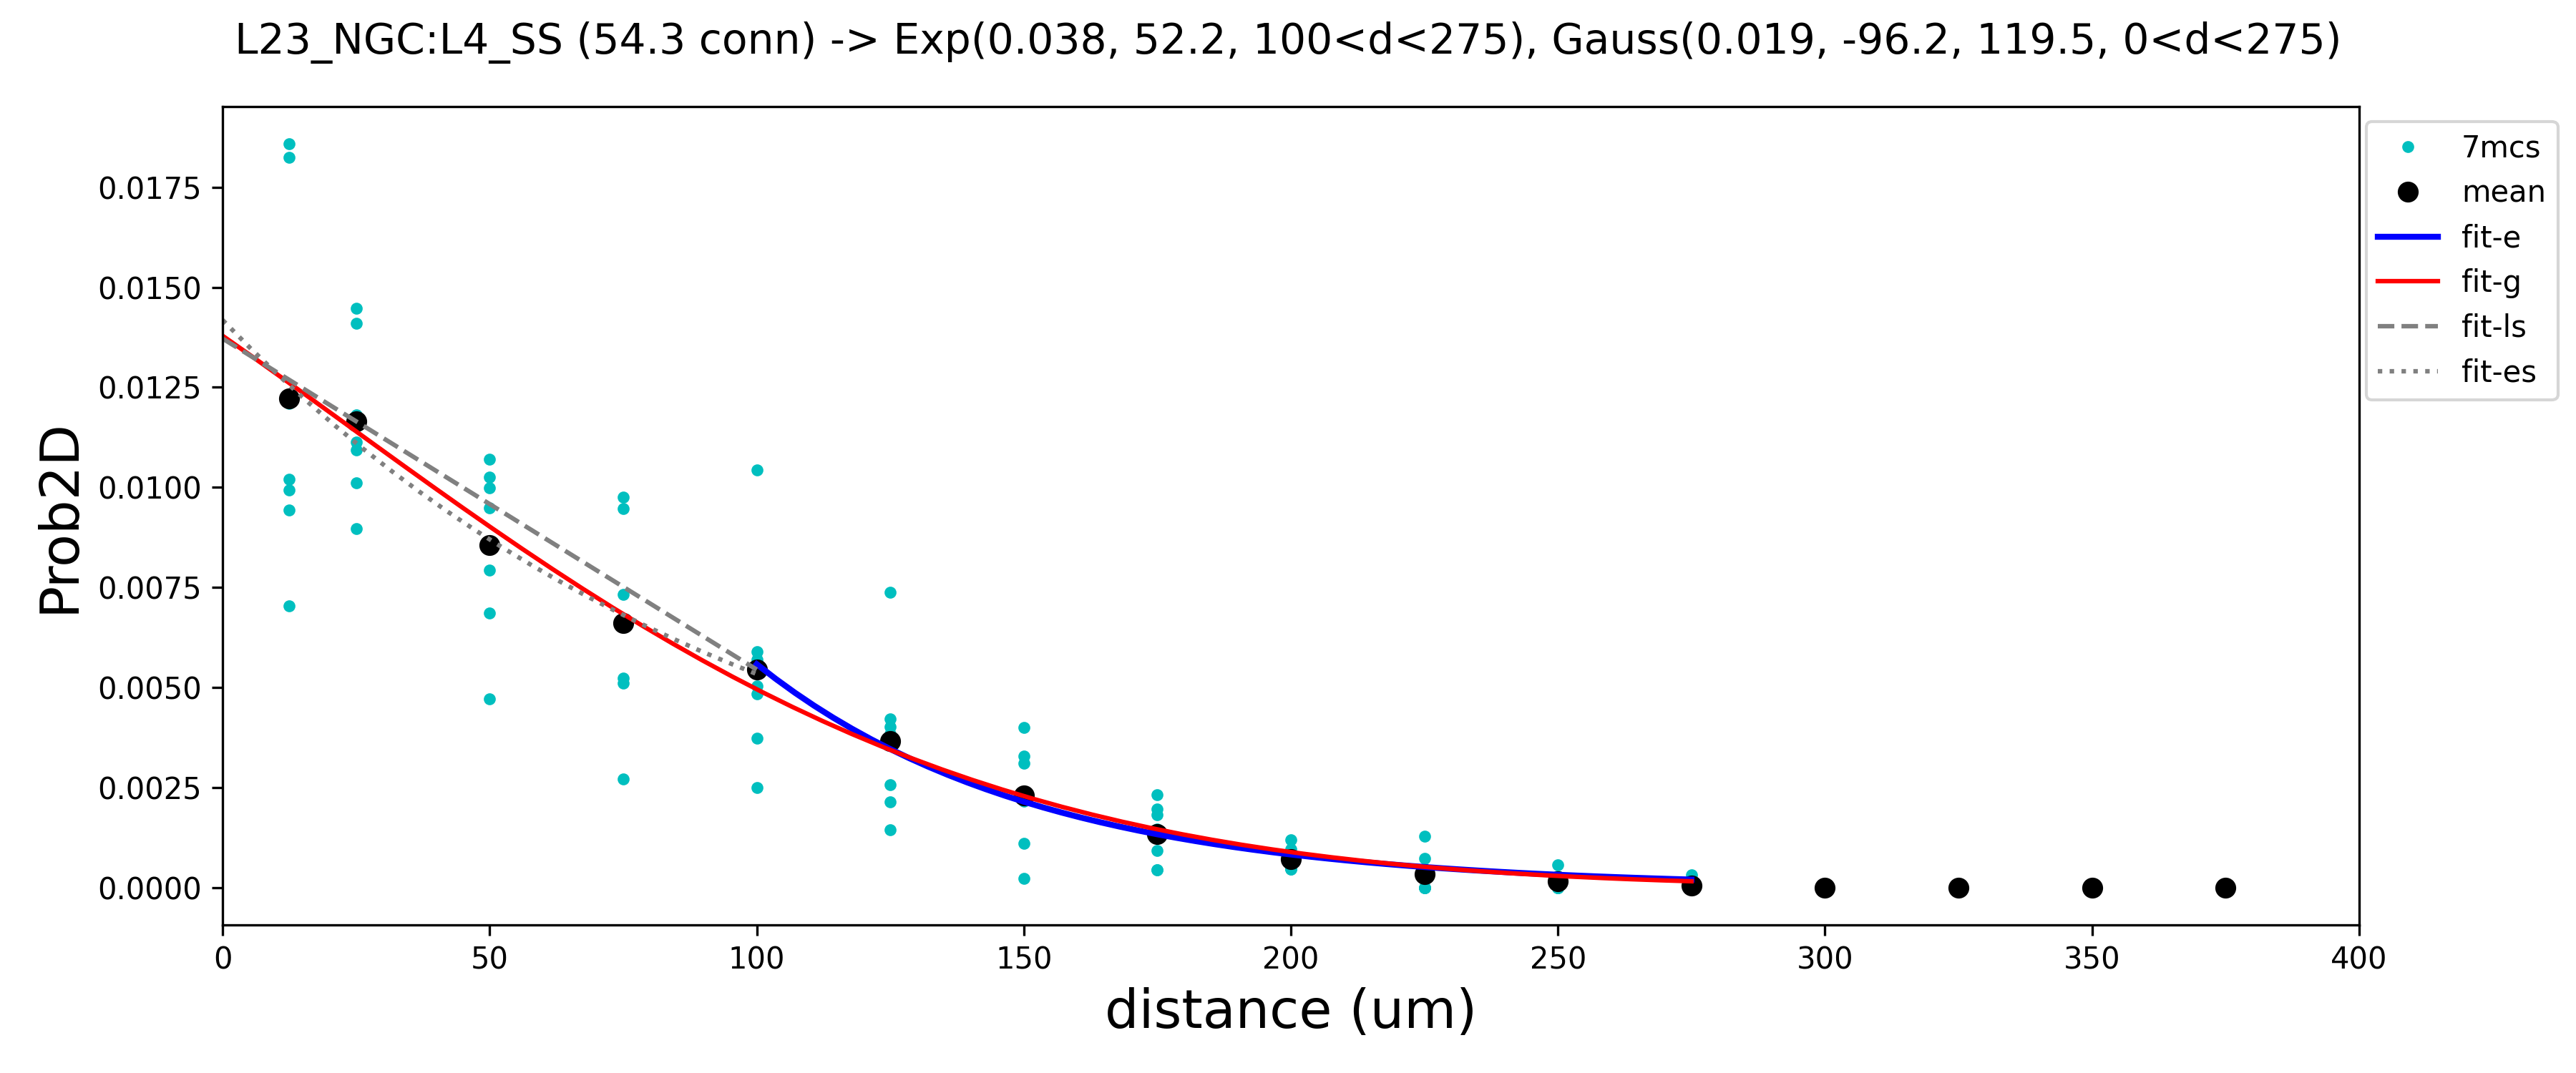 L23_NGC:L4_SS (54.3 conn) -> Exp(0.038, 52.2, 100<d<275), Gauss(0.019, -96.2, 119.5, 0<d<275)
7mcs
mean
fit-e
fit-g
fit-ls
fit-es
0.0175
0.0150
0.0125
0.0100
0.0075
0.0050
0.0025
0.0000
Prob2D
0 50 100 150 200 250 300 350 400
distance (um)